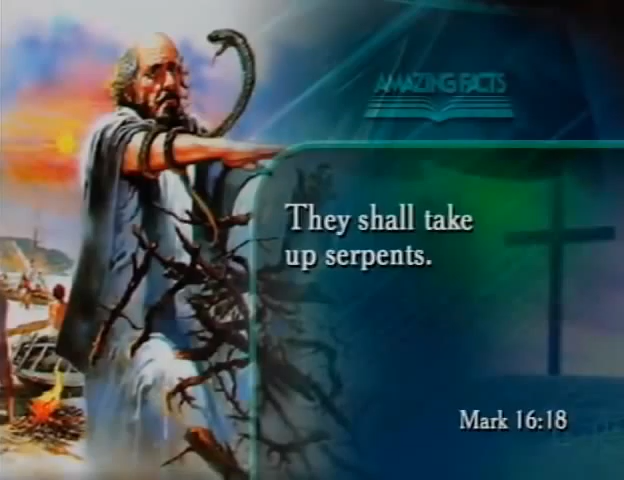 AMAZING FACTS
They shall take
up serpents.
Mark 16:18